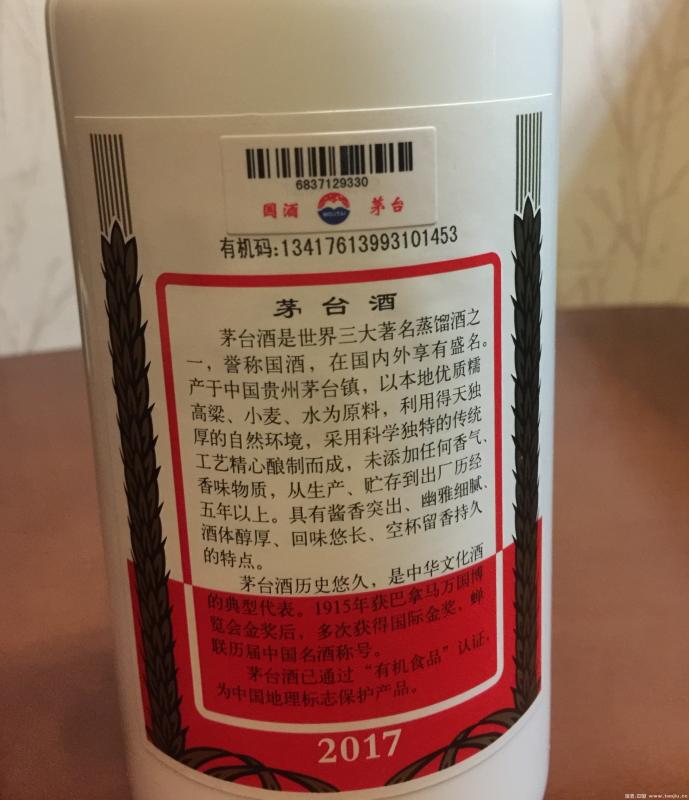 6837129330
国酒 MOUTAI 茅台
有机码:13417613993101453
茅台酒
茅台酒是世界三大著名蒸馏酒之
一，誉称国酒，在国内外享有盛名。
产于中国贵州茅台镇，以本地优质糯
高粱、小麦、水为原料，利用得天独
厚的自然环境，采用科学独特的传统
工艺精心酿制而成，未添加任何香气、
香味物质，从生产、贮存到出厂历经
五年以上。具有酱香突出、幽雅细腻、
酒体醇厚、回味悠长、空杯留香持久
的特点。
茅台酒历史悠久，是中华文化酒
的典型代表。1915年获巴拿马万国博
览会金奖后，多次获得国际金奖，蝉
联历届中国名酒称号。
茅台酒已通过“有机食品”认证，
为中国地理标志保护产品。
2017